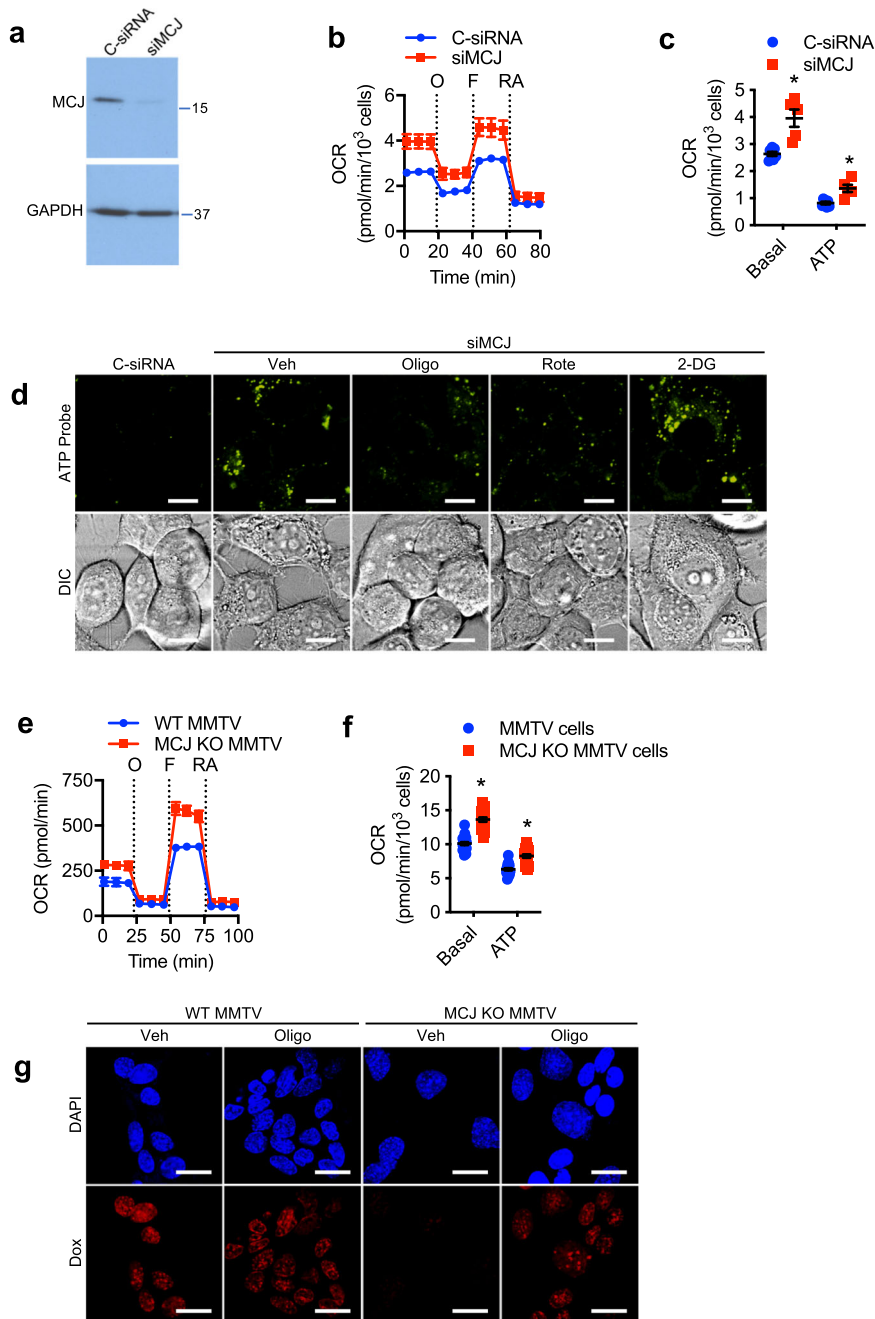 a
C-siRNA
siMCJ
MCJ
15
GAPDH
37
b
C-siRNA
siMCJ
O F RA
OCR
(pmol/min/10³ cells)
6
4
2
0
0 20 40 60 80
Time (min)
c
C-siRNA
siMCJ
OCR
(pmol/min/10³ cells)
5
4
3
2
1
0
*
*
Basal
ATP
siMCJ
C-siRNA Veh Oligo Rote 2-DG
d
ATP Probe
DIC
e
WT MMTV
MCJ KO MMTV
O F RA
OCR (pmol/min)
750
500
250
0
0 25 50 75 100
Time (min)
f
MMTV cells
MCJ KO MMTV cells
OCR
(pmol/min/10³ cells)
20
15
10
5
0
*
*
Basal
ATP
WT MMTV MCJ KO MMTV
Veh Oligo Veh Oligo
g
DAPI
Dox